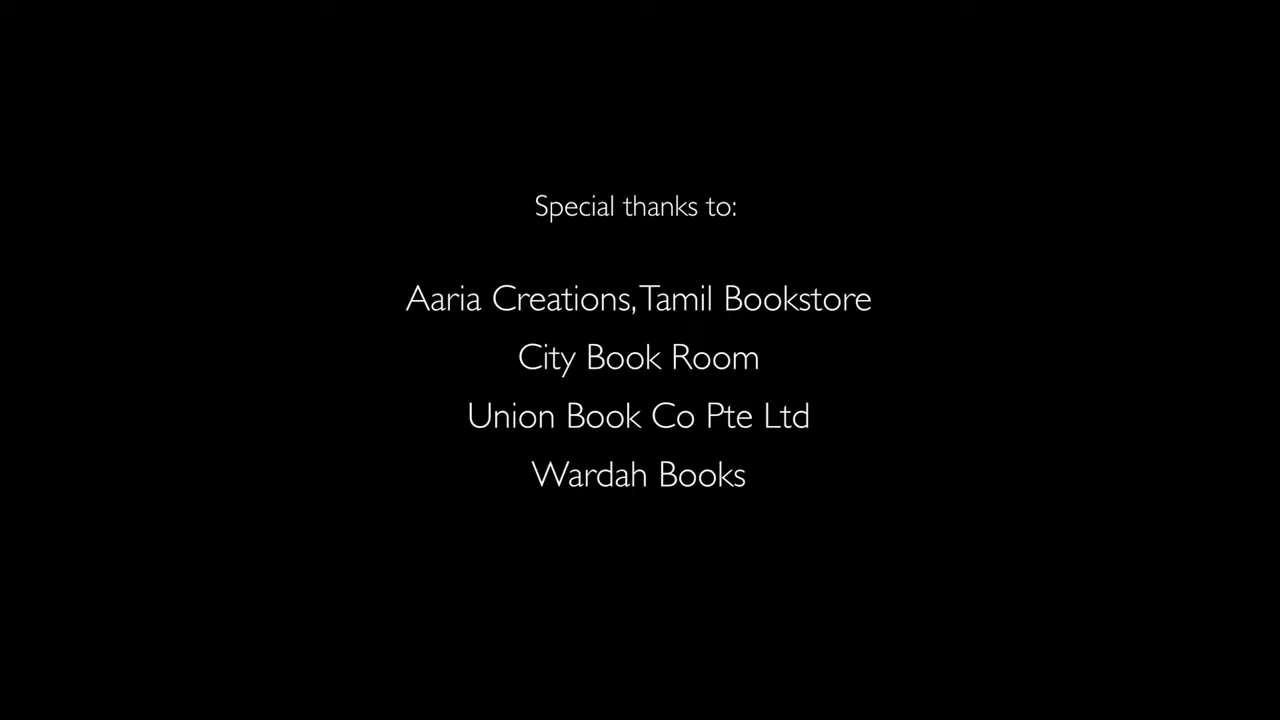 Special thanks to:
Aaria Creations, Tamil Bookstore
City Book Room
Union Book Co Pte Ltd
Wardah Books